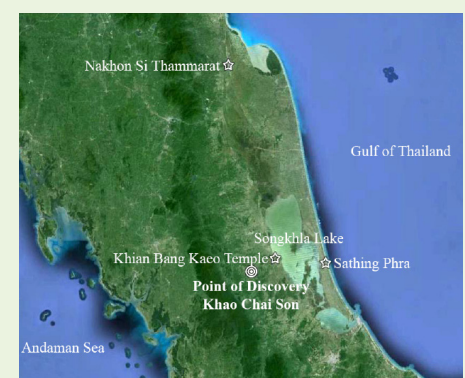 Nakhon Si Thammarat
Gulf of Thailand
Songkhla Lake
Khian Bang Kaeo Temple
Sathing Phra
Point of Discovery
Khao Chai Son
Andaman Sea